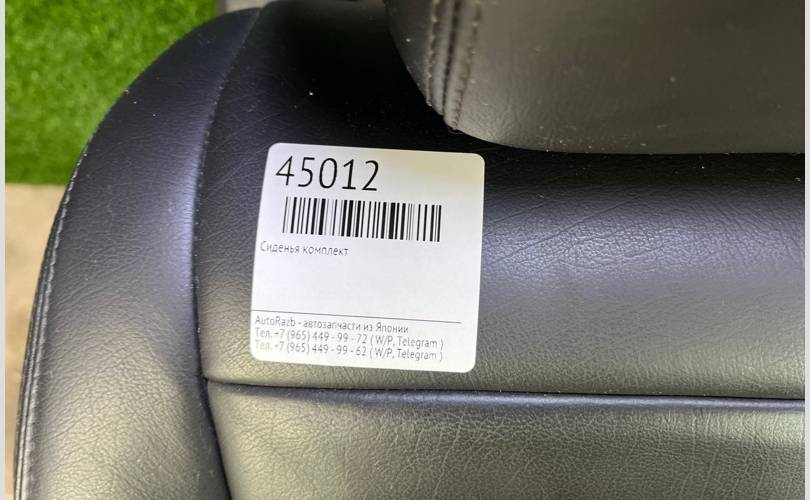 45012
Сиденья комплект
AutoRazb - автозапчасти из Японии
Тел. +7 (965) 449 - 99 - 72 ( W/P, Telegram )
Тел. +7 (965) 449 - 99 - 62 ( W/P, Telegram )